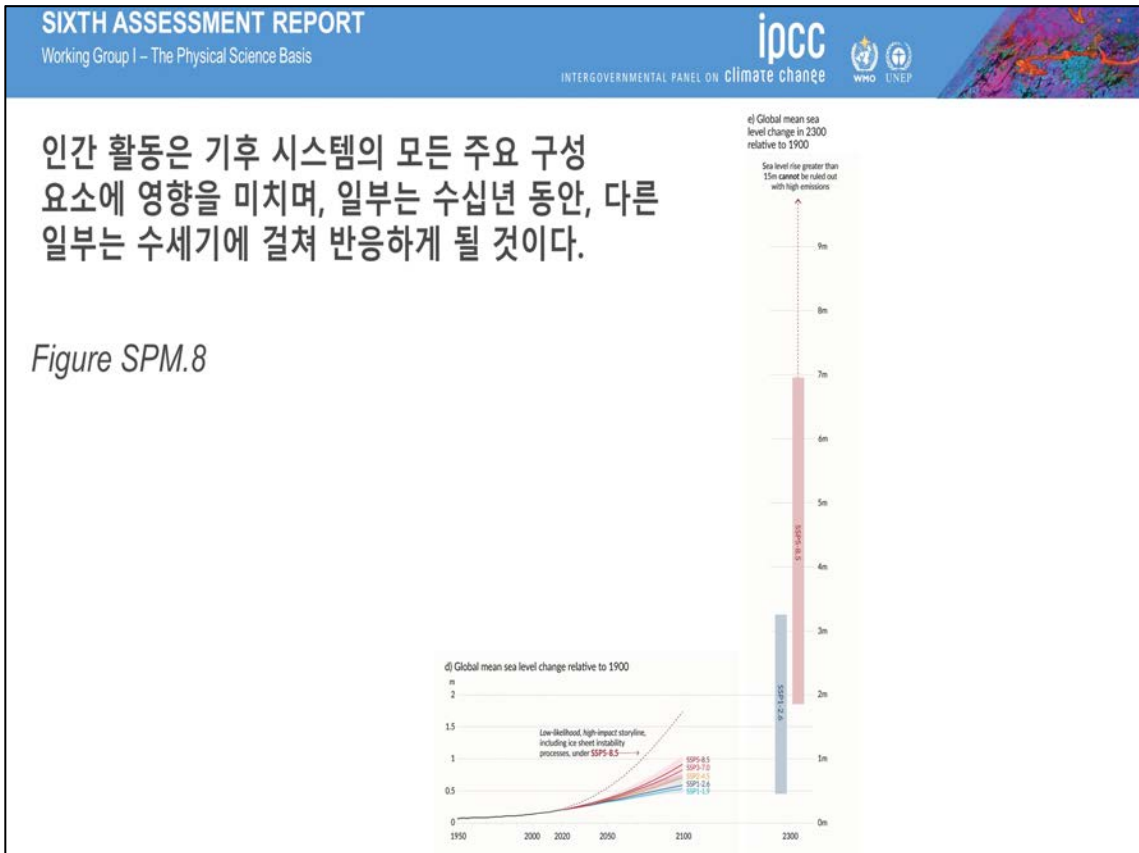 SIXTH ASSESSMENT REPORT
Working Group I – The Physical Science Basis
ipcc
INTERGOVERNMENTAL PANEL ON climate change
WMO UNEP
인간 활동은 기후 시스템의 모든 주요 구성
요소에 영향을 미치며, 일부는 수십년 동안, 다른
일부는 수세기에 걸쳐 반응하게 될 것이다.
Figure SPM.8
e) Global mean sea
level change in 2300
relative to 1900
Sea level rise greater than
15m cannot be ruled out
with high emissions
9m
8m
7m
6m
5m
SSP5-8.5
4m
3m
SSP1-2.6
2m
1m
0m
2300
d) Global mean sea level change relative to 1900
m
2
1.5
Low-likelihood, high-impact storyline,
including ice sheet instability
processes, under SSP5-8.5
1
SSP5-8.5
SSP3-7.0
SSP2-4.5
SSP1-2.6
SSP1-1.9
0.5
0
1950 2000 2020 2050 2100